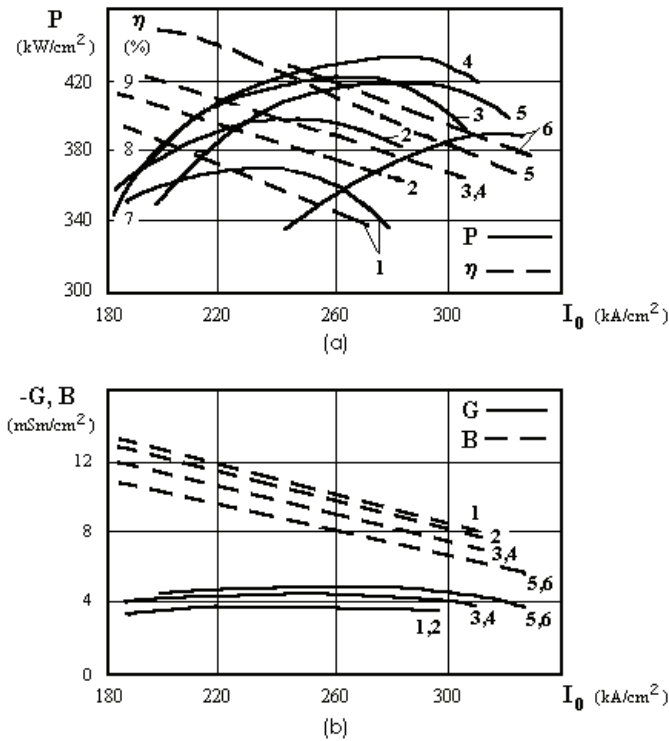 P η
(kW/cm²) (%)
9
420
4
3
5
6
2
380
8
2
3,4
5
340
7
1
P
η
300
180 220 260 300 I₀ (kA/cm²)
(a)
-G, B
(mSm/cm²)
G
B
12
1
2
8
3,4
5,6
4
1,2 3,4 5,6
0
180 220 260 300 I₀ (kA/cm²)
(b)